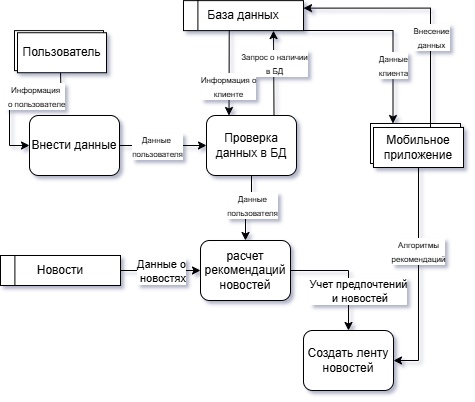 База данных
Внесение
данных
Пользователь
Запрос о наличии
в БД
Данные
клиента
Информация о
клиенте
Информация
о пользователе
Внести данные
Данные
пользователя
Проверка
данных в БД
Мобильное
приложение
Данные
пользователя
Алгоритмы
рекомендаций
Новости
Данные о
новостях
расчет
рекомендаций
новостей
Учет предпочтений
и новостей
Создать ленту
новостей